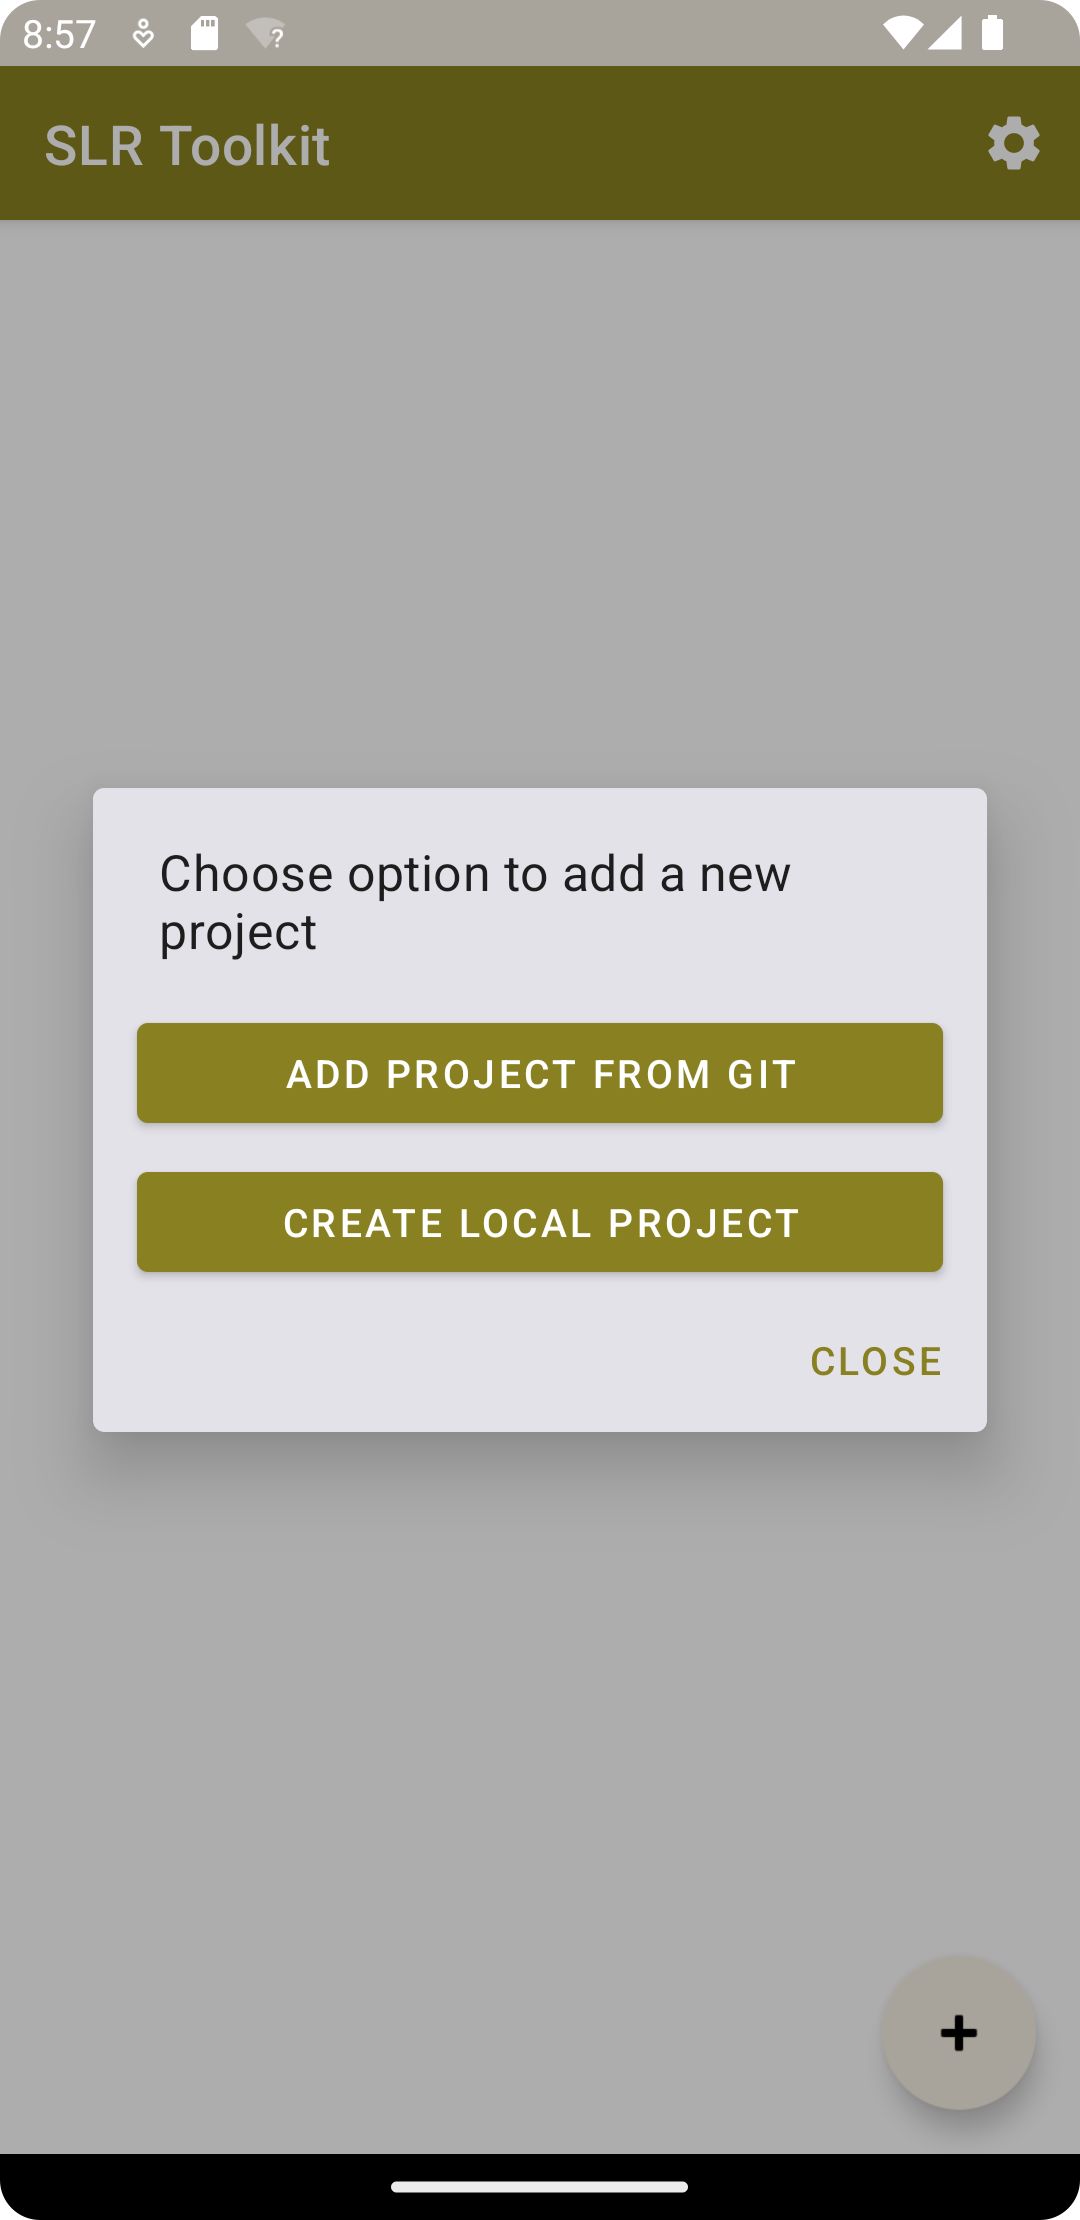 8:57
SLR Toolkit
Choose option to add a new
project
ADD PROJECT FROM GIT
CREATE LOCAL PROJECT
CLOSE